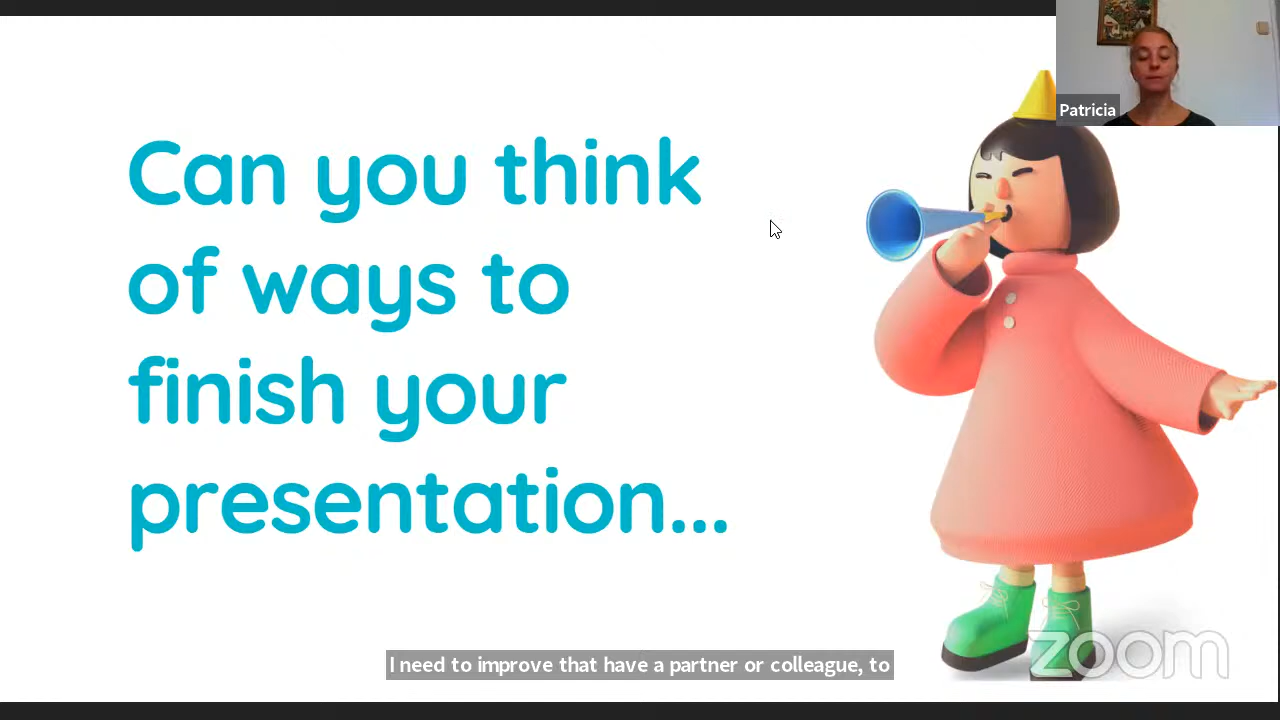 Can you think
of ways to
finish your
presentation...
Patricia
I need to improve that have a partner or colleague, to
zoom